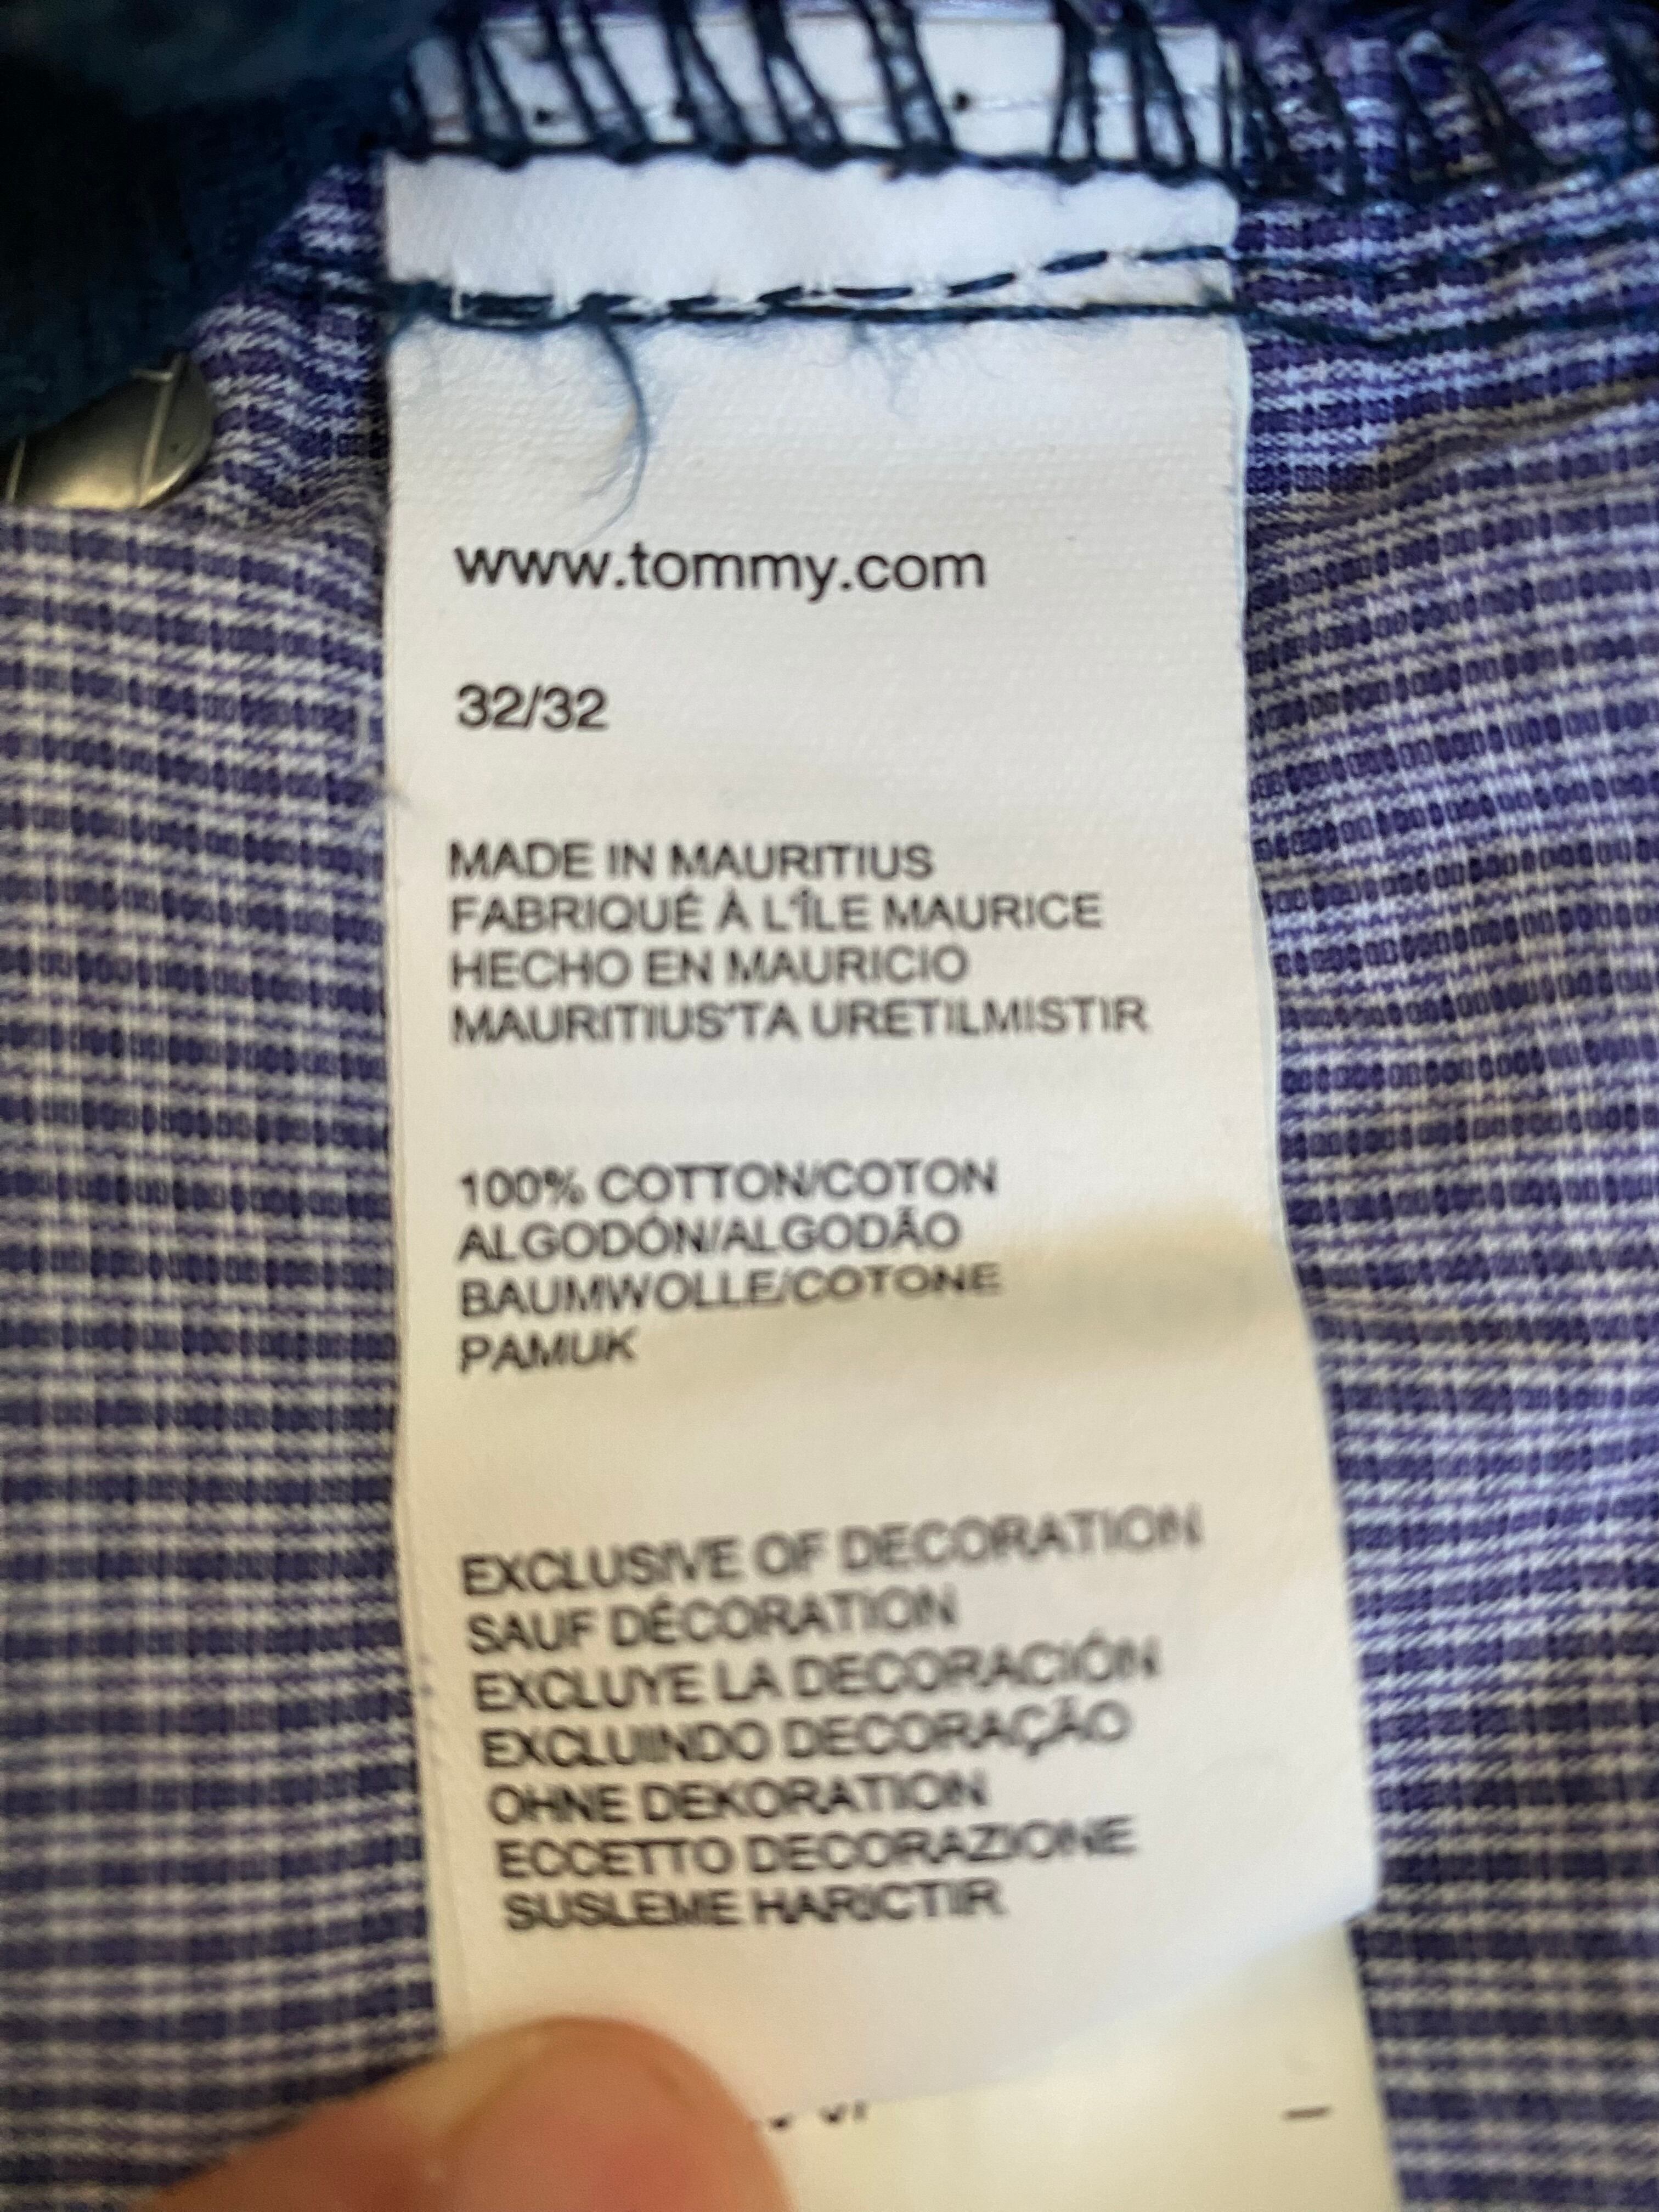 www.tommy.com
32/32
MADE IN MAURITIUS
FABRIQUÉ À L'ÎLE MAURICE
HECHO EN MAURICIO
MAURITIUS'TA URETILMISTIR
100% COTTON/COTON
ALGODÓN/ALGODÃO
BAUMWOLLE/COTONE
PAMUK
EXCLUSIVE OF DECORATION
SAUF DÉCORATION
EXCLUYE LA DECORACIÓN
EXCLUINDO DECORAÇÃO
OHNE DEKORATION
ECCETTO DECORAZIONE
SUSLEME HARICTIR